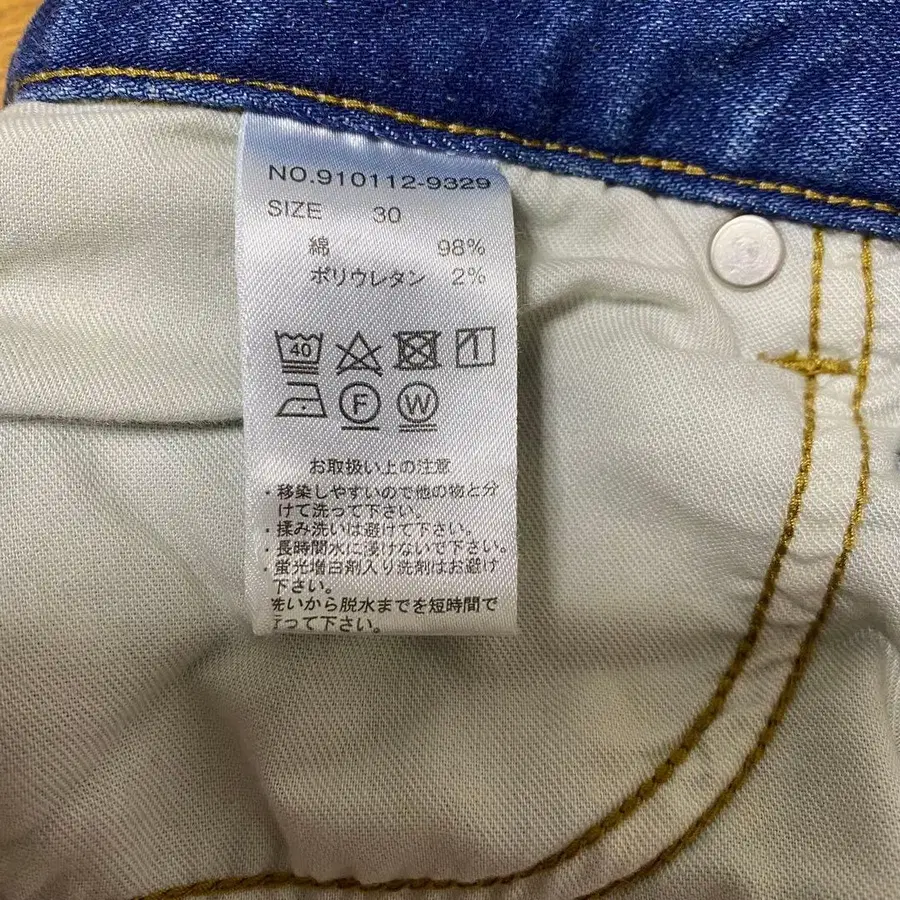 NO.910112-9329
SIZE 30
綿 98%
ポリウレタン 2%
40
F W
お取扱い上の注意
・移染しやすいので他の物と分
けて洗って下さい。
・揉み洗いは避けて下さい。
・長時間水に浸けないで下さい。
・蛍光増白剤入り洗剤はお避け
下さい。
洗いから脱水までを短時間で
行って下さい。